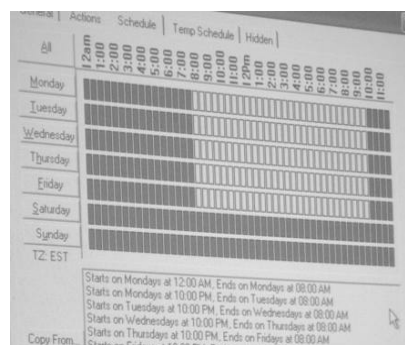 General | Actions Schedule | Temp Schedule | Hidden |
All 12am 1:00 2:00 3:00 4:00 5:00 6:00 7:00 8:00 9:00 10:00 11:00 12Pm 1:00 2:00 3:00 4:00 5:00 6:00 7:00 8:00 9:00 10:00 11:00
Monday
Tuesday
Wednesday
Thursday
Friday
Saturday
Sunday
TZ: EST
Starts on Mondays at 12:00 AM, Ends on Mondays at 08:00 AM
Starts on Mondays at 10:00 PM, Ends on Tuesdays at 08:00 AM
Starts on Tuesdays at 10:00 PM, Ends on Wednesdays at 08:00 AM
Starts on Wednesdays at 10:00 PM, Ends on Thursdays at 08:00 AM
Starts on Thursdays at 10:00 PM, Ends on Fridays at 08:00 AM
Copy From...